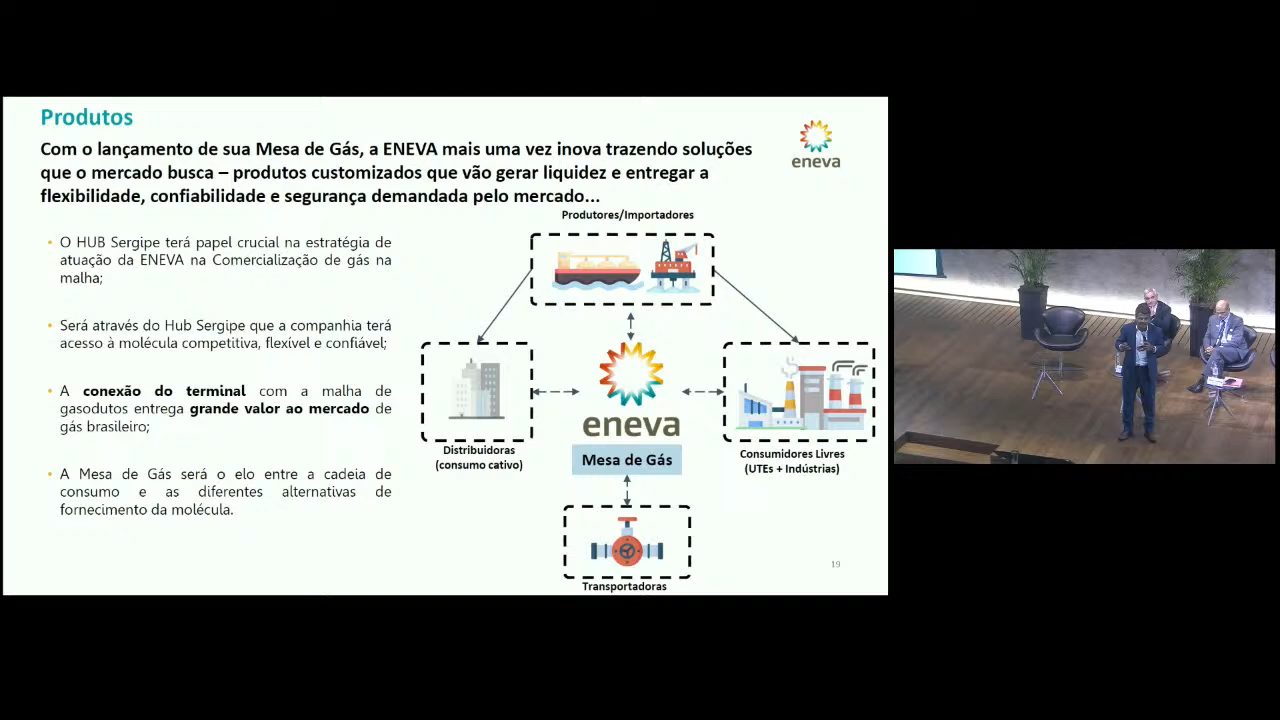 Produtos
Com o lançamento de sua Mesa de Gás, a ENEVA mais uma vez inova trazendo soluções
que o mercado busca – produtos customizados que vão gerar liquidez e entregar a
flexibilidade, confiabilidade e segurança demandada pelo mercado...
eneva
O HUB Sergipe terá papel crucial na estratégia de
atuação da ENEVA na Comercialização de gás na
malha;
Será através do Hub Sergipe que a companhia terá
acesso à molécula competitiva, flexível e confiável;
A conexão do terminal com a malha de
gasodutos entrega grande valor ao mercado de
gás brasileiro;
A Mesa de Gás será o elo entre a cadeia de
consumo e as diferentes alternativas de
fornecimento da molécula.
Produtores/Importadores
eneva
Mesa de Gás
Distribuidoras
(consumo cativo)
Consumidores Livres
(UTEs + Indústrias)
Transportadoras
19